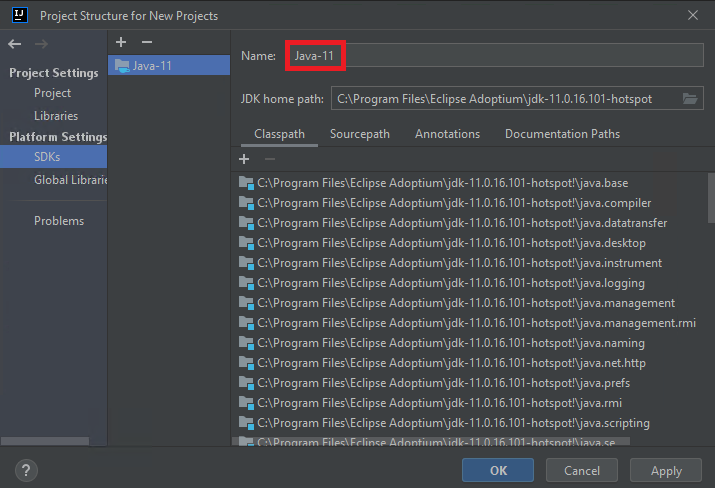 IJ Project Structure for New Projects
Project Settings
Project
Libraries
Platform Settings
SDKs
Global Librarie
Problems
Java-11
Name: Java-11
JDK home path: C:\Program Files\Eclipse Adoptium\jdk-11.0.16.101-hotspot
Classpath Sourcepath Annotations Documentation Paths
C:\Program Files\Eclipse Adoptium\jdk-11.0.16.101-hotspot!\java.base
C:\Program Files\Eclipse Adoptium\jdk-11.0.16.101-hotspot!\java.compiler
C:\Program Files\Eclipse Adoptium\jdk-11.0.16.101-hotspot!\java.datatransfer
C:\Program Files\Eclipse Adoptium\jdk-11.0.16.101-hotspot!\java.desktop
C:\Program Files\Eclipse Adoptium\jdk-11.0.16.101-hotspot!\java.instrument
C:\Program Files\Eclipse Adoptium\jdk-11.0.16.101-hotspot!\java.logging
C:\Program Files\Eclipse Adoptium\jdk-11.0.16.101-hotspot!\java.management
C:\Program Files\Eclipse Adoptium\jdk-11.0.16.101-hotspot!\java.management.rmi
C:\Program Files\Eclipse Adoptium\jdk-11.0.16.101-hotspot!\java.naming
C:\Program Files\Eclipse Adoptium\jdk-11.0.16.101-hotspot!\java.net.http
C:\Program Files\Eclipse Adoptium\jdk-11.0.16.101-hotspot!\java.prefs
C:\Program Files\Eclipse Adoptium\jdk-11.0.16.101-hotspot!\java.rmi
C:\Program Files\Eclipse Adoptium\jdk-11.0.16.101-hotspot!\java.scripting
C:\Program Files\Eclipse Adoptium\jdk-11.0.16.101-hotspot!\java.se
? OK Cancel Apply